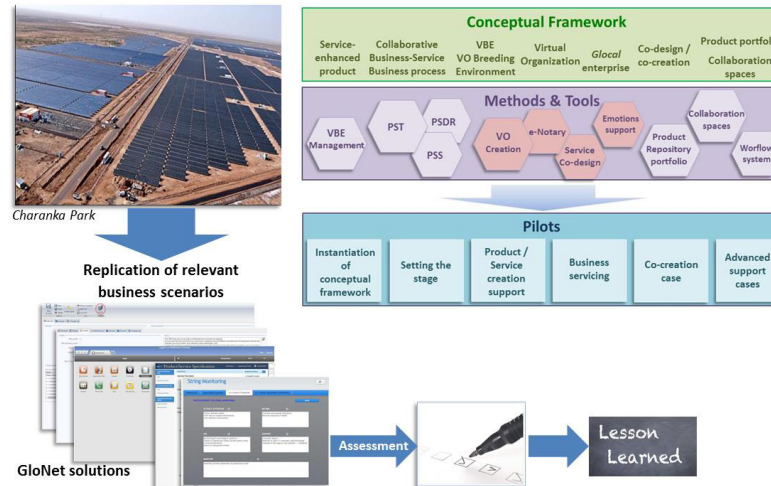 Conceptual Framework
Service-
enhanced
product
Collaborative
Business-Service
Business process
VBE
VO Breeding
Environment
Virtual
Organization
Glocal
enterprise
Co-design /
co-creation
Product portfol
Collaboration
spaces
Methods & Tools
VBE
Management
PST
PSDR
PSS
VO
Creation
e-Notary
Service
Co-design
Emotions
support
Product
Repository
portfolio
Collaboration
spaces
Worflow
system
Charanka Park
Pilots
Instantiation
of
conceptual
framework
Setting the
stage
Product /
Service
creation
support
Business
servicing
Co-creation
case
Advanced
support
cases
Replication of relevant
business scenarios
Product/Service Specification
String Monitoring
GloNet solutions
Assessment
Lesson
Learned